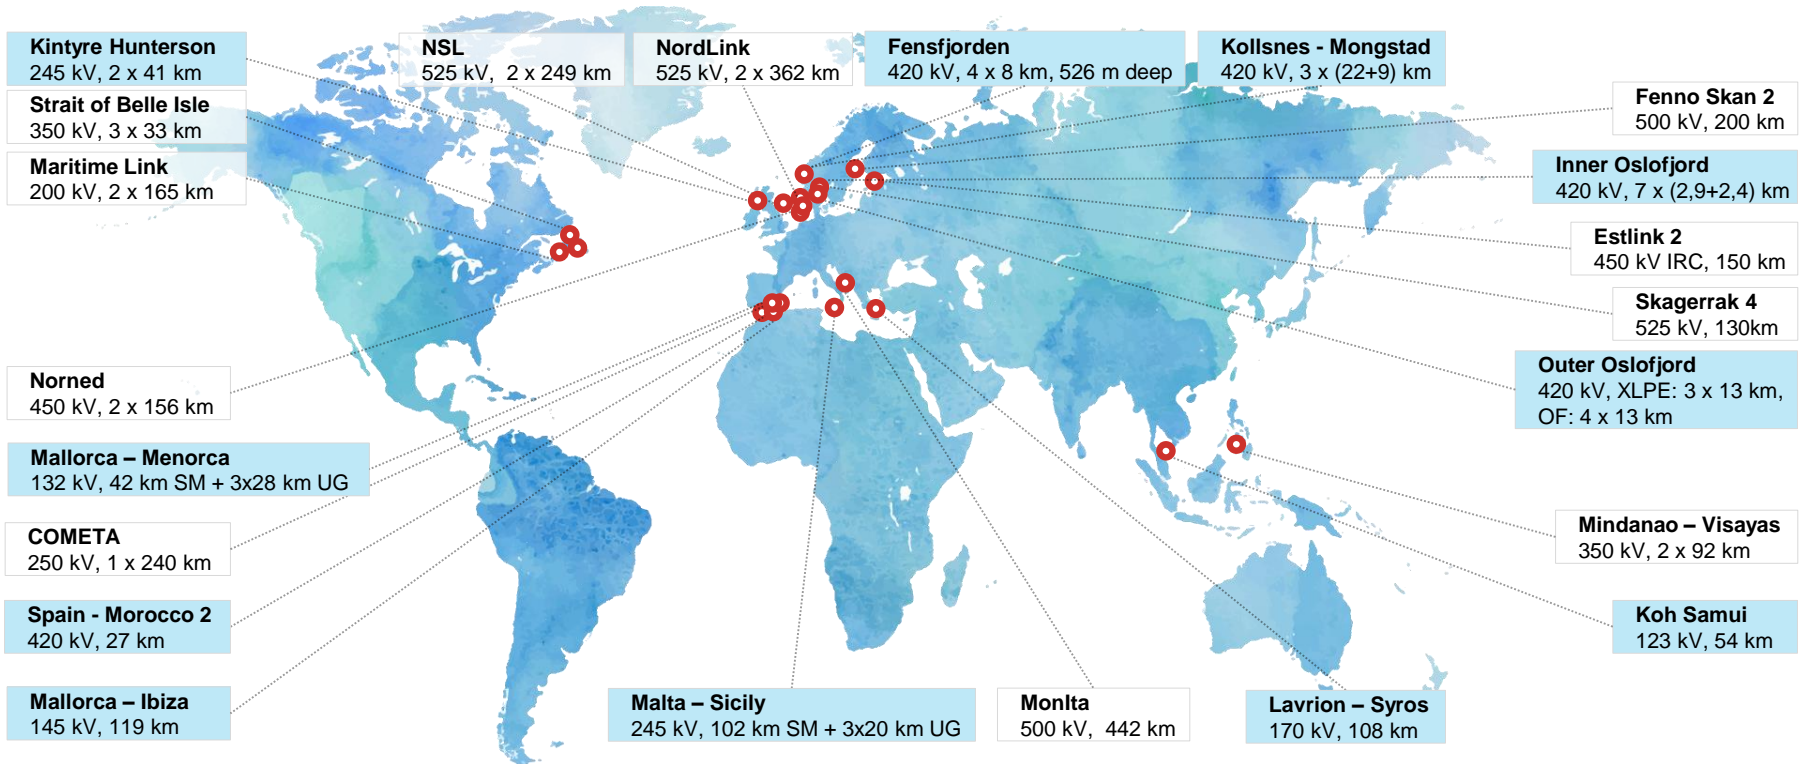 Kintyre Hunterson
245 kV, 2 x 41 km
Strait of Belle Isle
350 kV, 3 x 33 km
Maritime Link
200 kV, 2 x 165 km
NSL
525 kV, 2 x 249 km
NordLink
525 kV, 2 x 362 km
Fensfjorden
420 kV, 4 x 8 km, 526 m deep
Kollsnes - Mongstad
420 kV, 3 x (22+9) km
Fenno Skan 2
500 kV, 200 km
Inner Oslofjord
420 kV, 7 x (2,9+2,4) km
Estlink 2
450 kV IRC, 150 km
Skagerrak 4
525 kV, 130km
Outer Oslofjord
420 kV, XLPE: 3 x 13 km,
OF: 4 x 13 km
Norned
450 kV, 2 x 156 km
Mallorca – Menorca
132 kV, 42 km SM + 3x28 km UG
COMETA
250 kV, 1 x 240 km
Spain - Morocco 2
420 kV, 27 km
Mallorca – Ibiza
145 kV, 119 km
Malta – Sicily
245 kV, 102 km SM + 3x20 km UG
MonIta
500 kV, 442 km
Lavrion – Syros
170 kV, 108 km
Mindanao – Visayas
350 kV, 2 x 92 km
Koh Samui
123 kV, 54 km